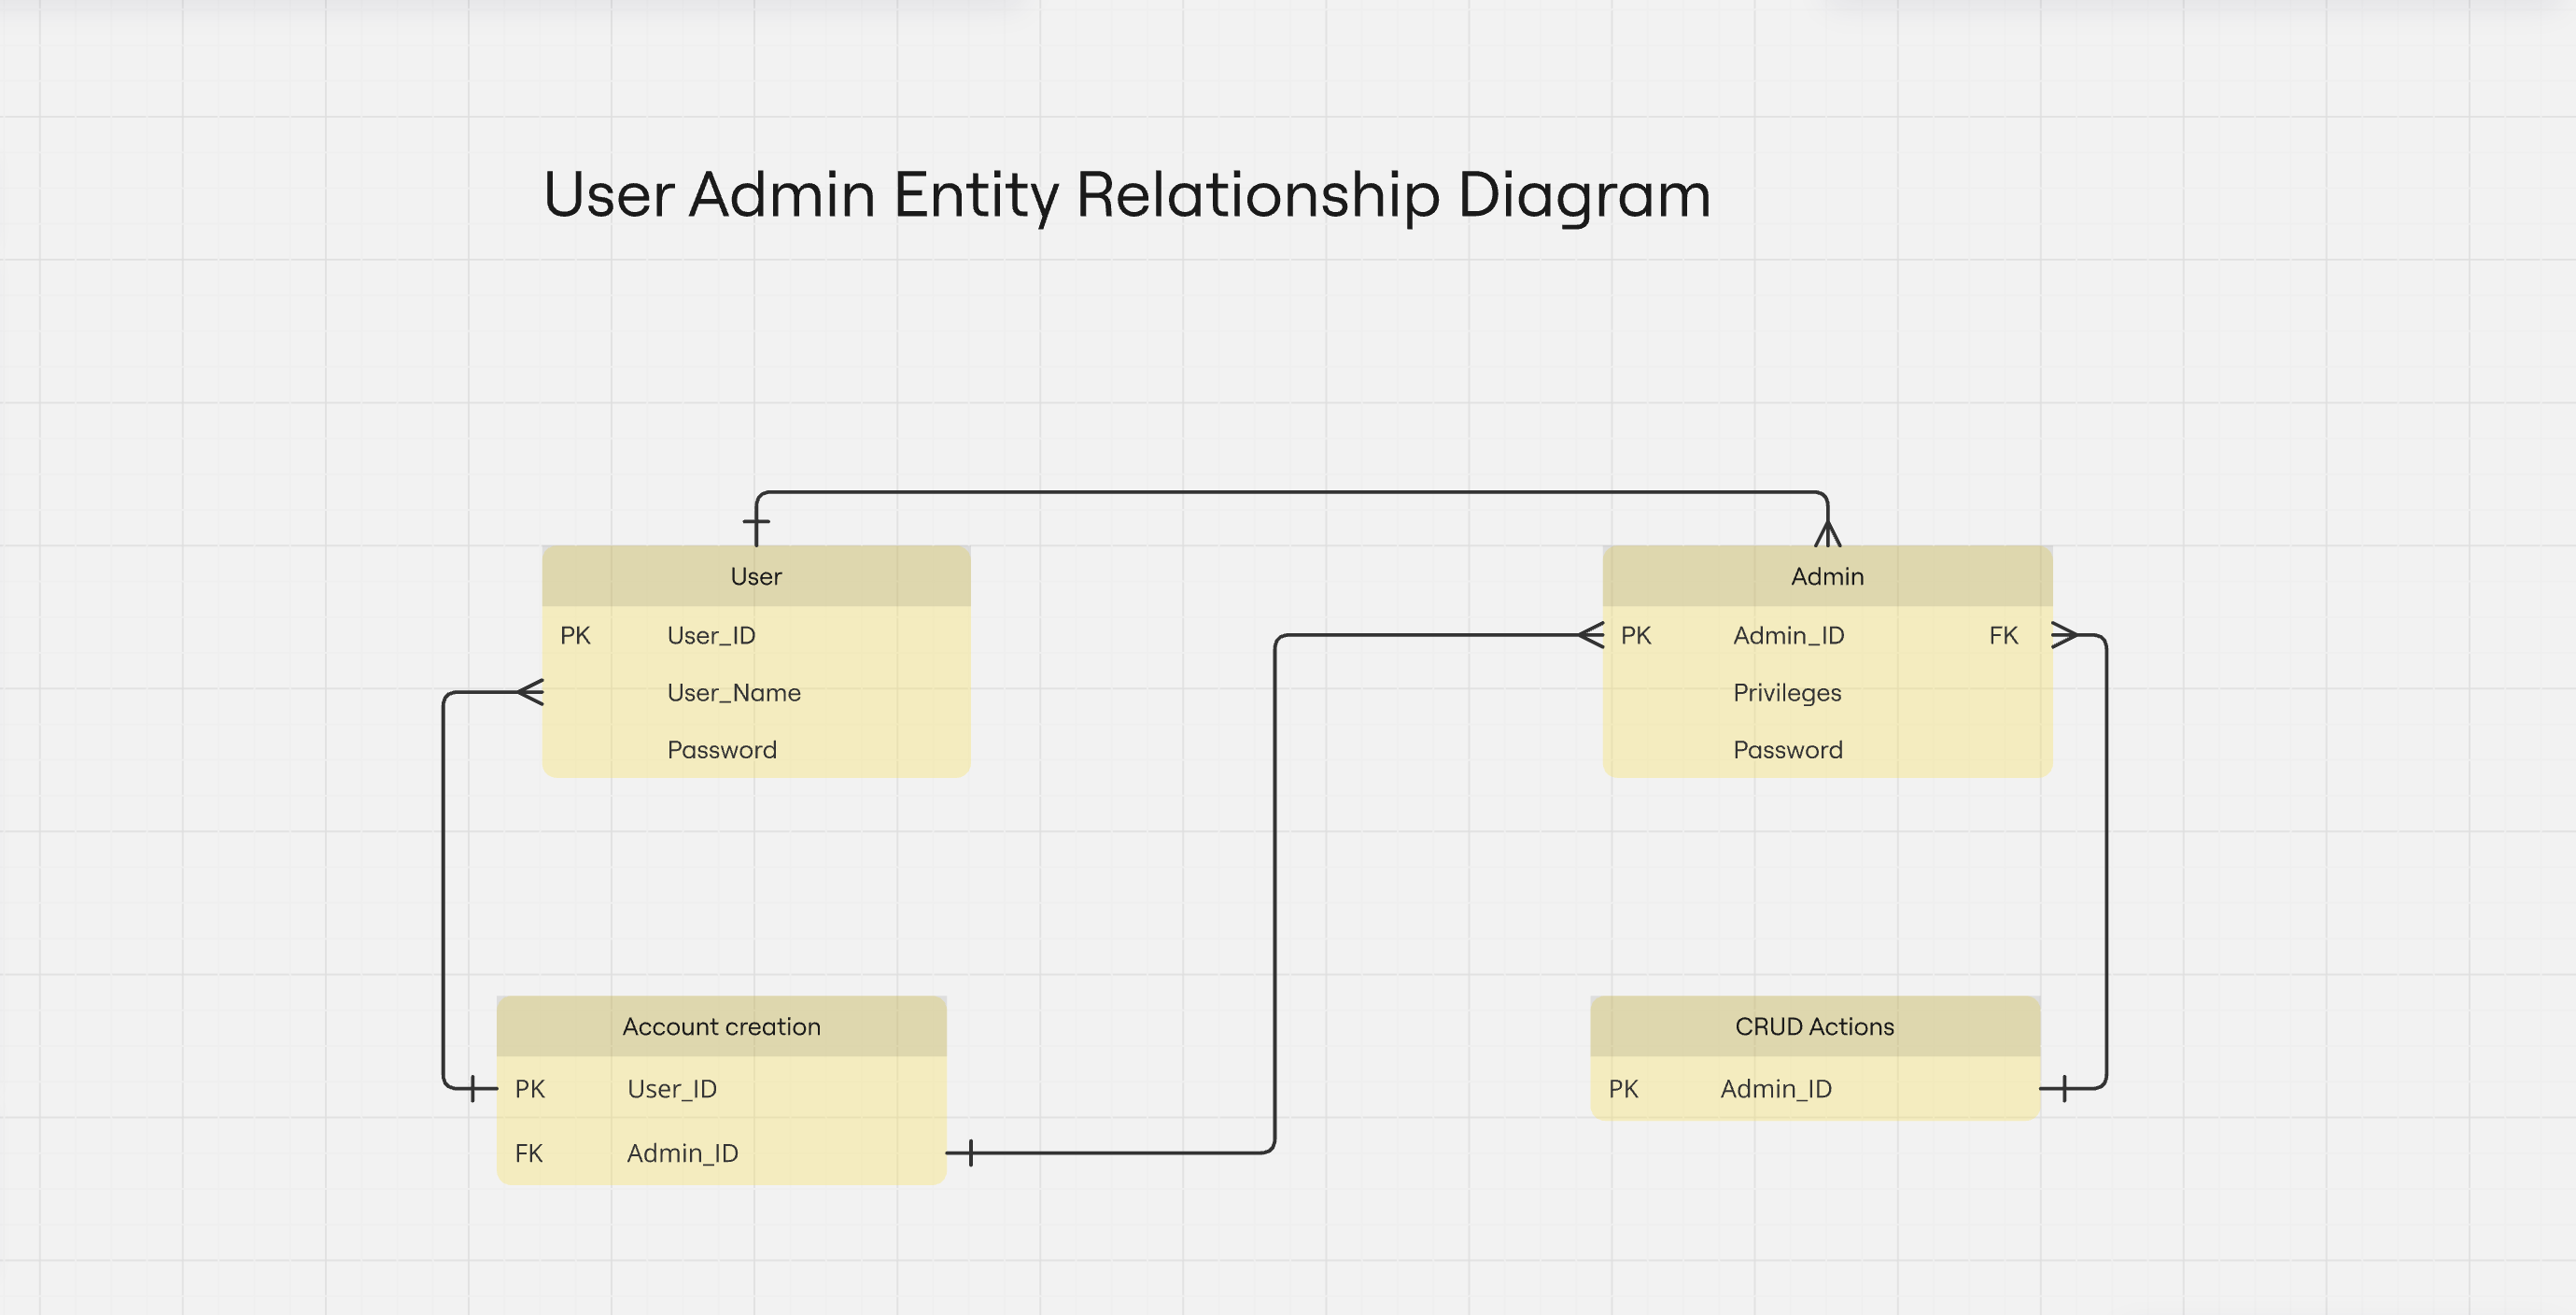 User Admin Entity Relationship Diagram
User
PK User_ID
User_Name
Password
Admin
PK Admin_ID FK
Privileges
Password
Account creation
PK User_ID
FK Admin_ID
CRUD Actions
PK Admin_ID